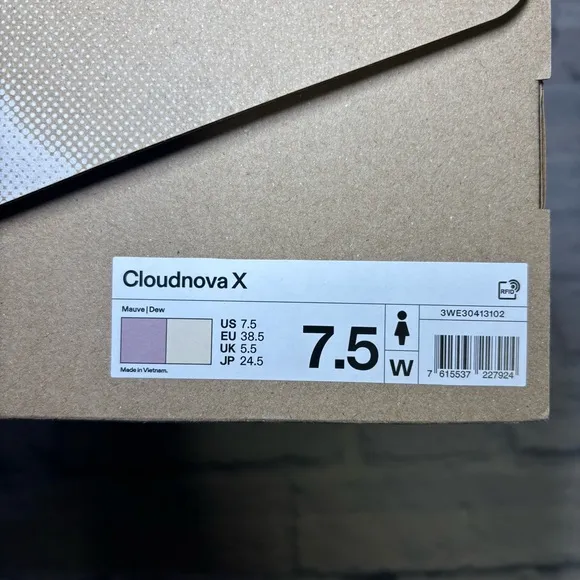 Cloudnova X
RFID
Mauve | Dew
US 7.5
EU 38.5
UK 5.5
JP 24.5
Made in Vietnam.
7.5
W
3WE30413102
7 615537 227924